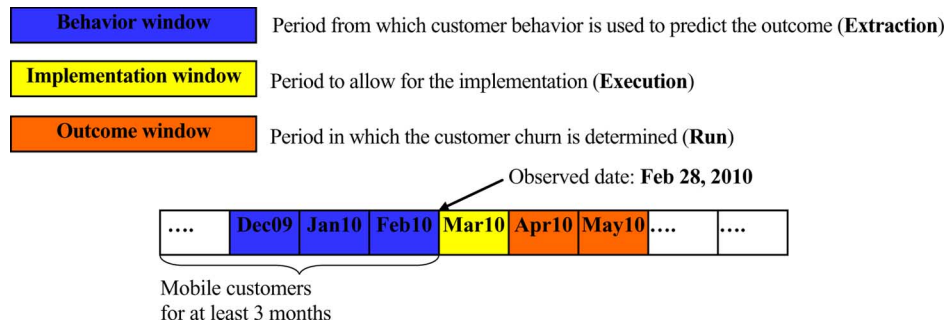 Behavior window Period from which customer behavior is used to predict the outcome (Extraction)
Implementation window Period to allow for the implementation (Execution)
Outcome window Period in which the customer churn is determined (Run)
Observed date: Feb 28, 2010
.... Dec09 Jan10 Feb10 Mar10 Apr10 May10 .... ....
Mobile customers
for at least 3 months